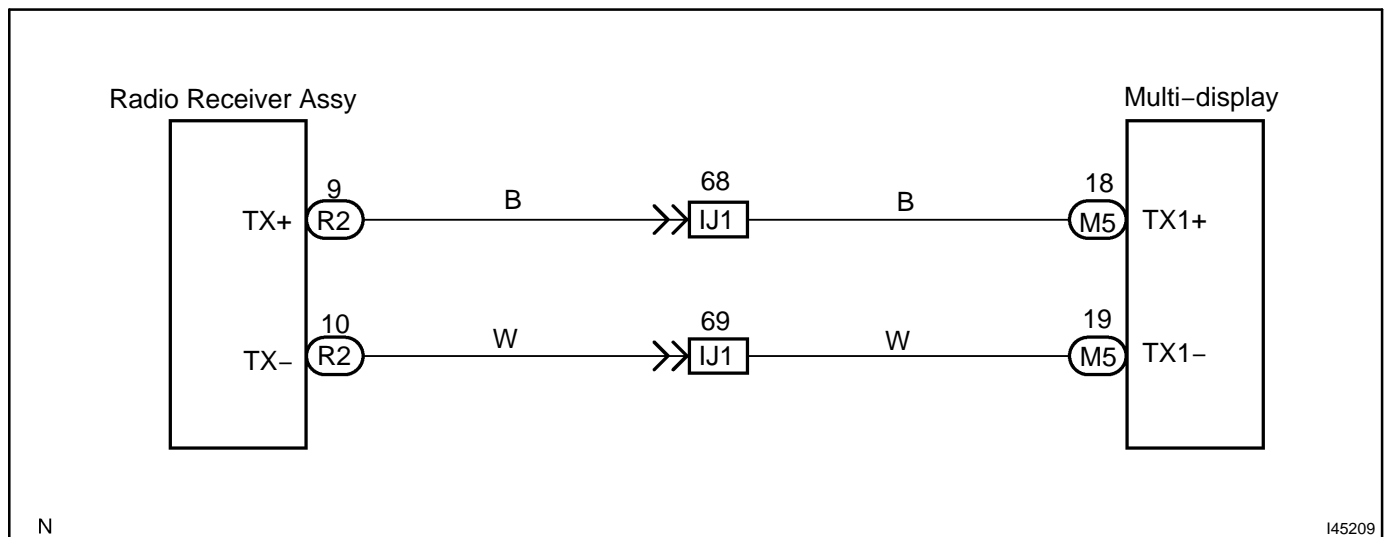 Radio Receiver Assy
Multi−display
TX+
9
R2
B
68
IJ1
B
18
M5
TX1+
TX−
10
R2
W
69
IJ1
W
19
M5
TX1−
N
I45209